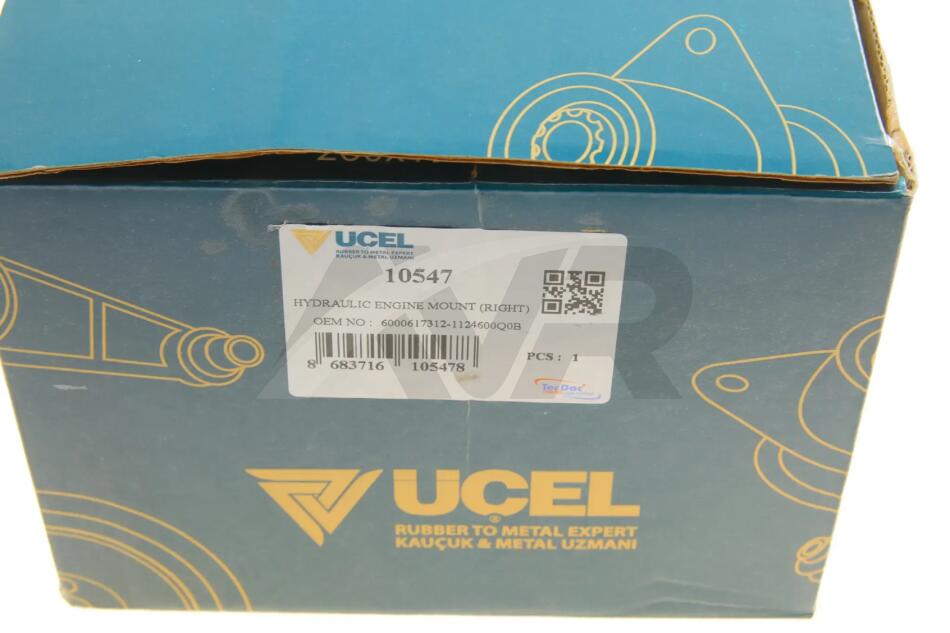 UCEL
RUBBER TO METAL EXPERT
KAUÇUK & METAL UZMANI
10547
HYDRAULIC ENGINE MOUNT (RIGHT)
OEM NO : 6000617312-1124600Q0B
8 683716 105478
PCS : 1
TecDoc
AVR
UCEL
®
RUBBER TO METAL EXPERT
KAUÇUK & METAL UZMANI